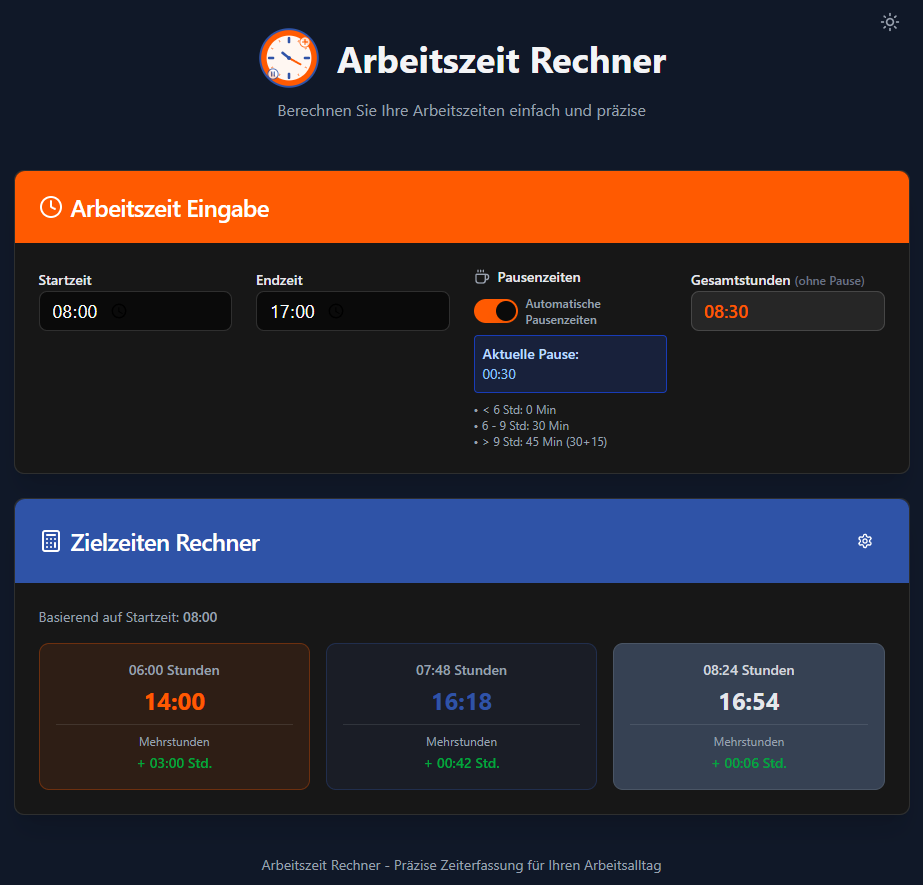 Arbeitszeit Rechner
Berechnen Sie Ihre Arbeitszeiten einfach und präzise
Arbeitszeit Eingabe
Startzeit
08:00
Endzeit
17:00
Pausenzeiten
Automatische
Pausenzeiten
Aktuelle Pause:
00:30
• < 6 Std: 0 Min
• 6 - 9 Std: 30 Min
• > 9 Std: 45 Min (30+15)
Gesamtstunden (ohne Pause)
08:30
Zielzeiten Rechner
Basierend auf Startzeit: 08:00
06:00 Stunden
14:00
Mehrstunden
+ 03:00 Std.
07:48 Stunden
16:18
Mehrstunden
+ 00:42 Std.
08:24 Stunden
16:54
Mehrstunden
+ 00:06 Std.
Arbeitszeit Rechner - Präzise Zeiterfassung für Ihren Arbeitsalltag